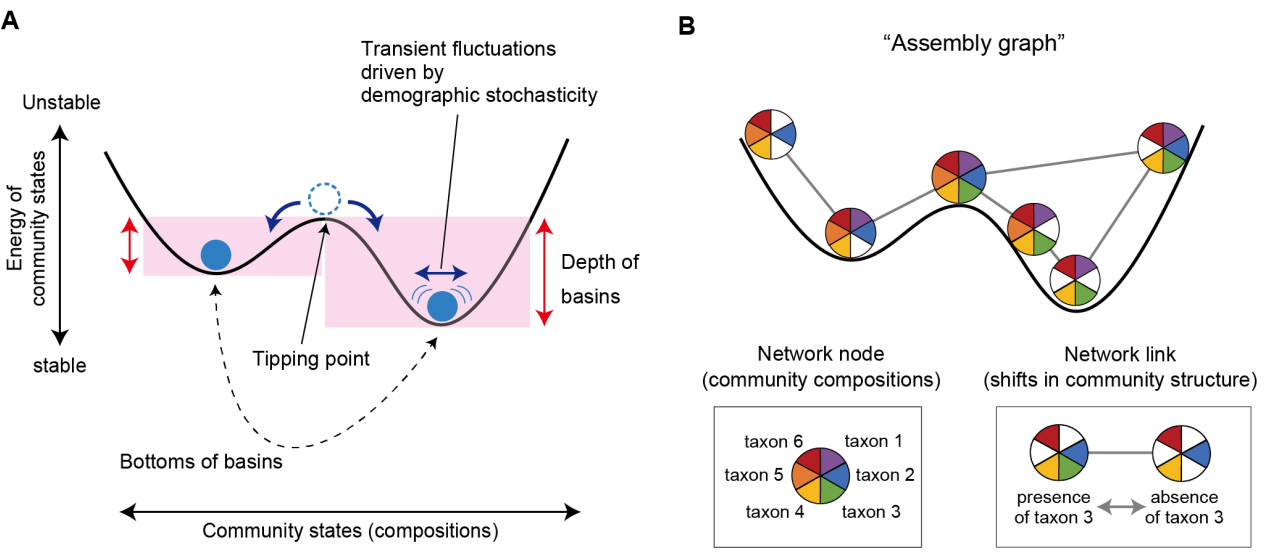 A
Transient fluctuations
driven by
demographic stochasticity
Unstable
Energy of
community states
stable
Depth of
basins
Tipping point
Bottoms of basins
Community states (compositions)
B
“Assembly graph”
Network node
(community compositions)
taxon 6
taxon 1
taxon 5
taxon 2
taxon 4
taxon 3
Network link
(shifts in community structure)
presence
of taxon 3
absence
of taxon 3